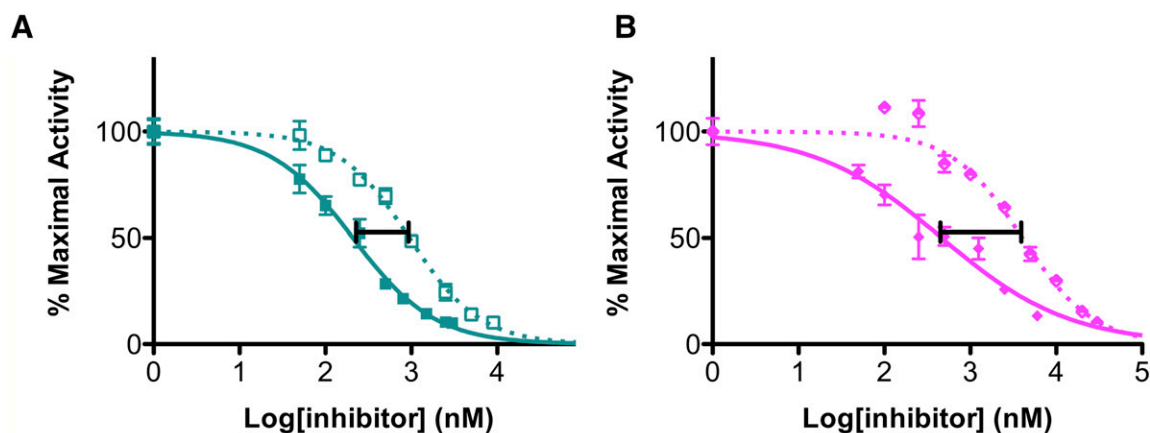 A
B
% Maximal Activity
% Maximal Activity
100
50
0
0 1 2 3 4
Log[inhibitor] (nM)
100
50
0
0 1 2 3 4 5
Log[inhibitor] (nM)